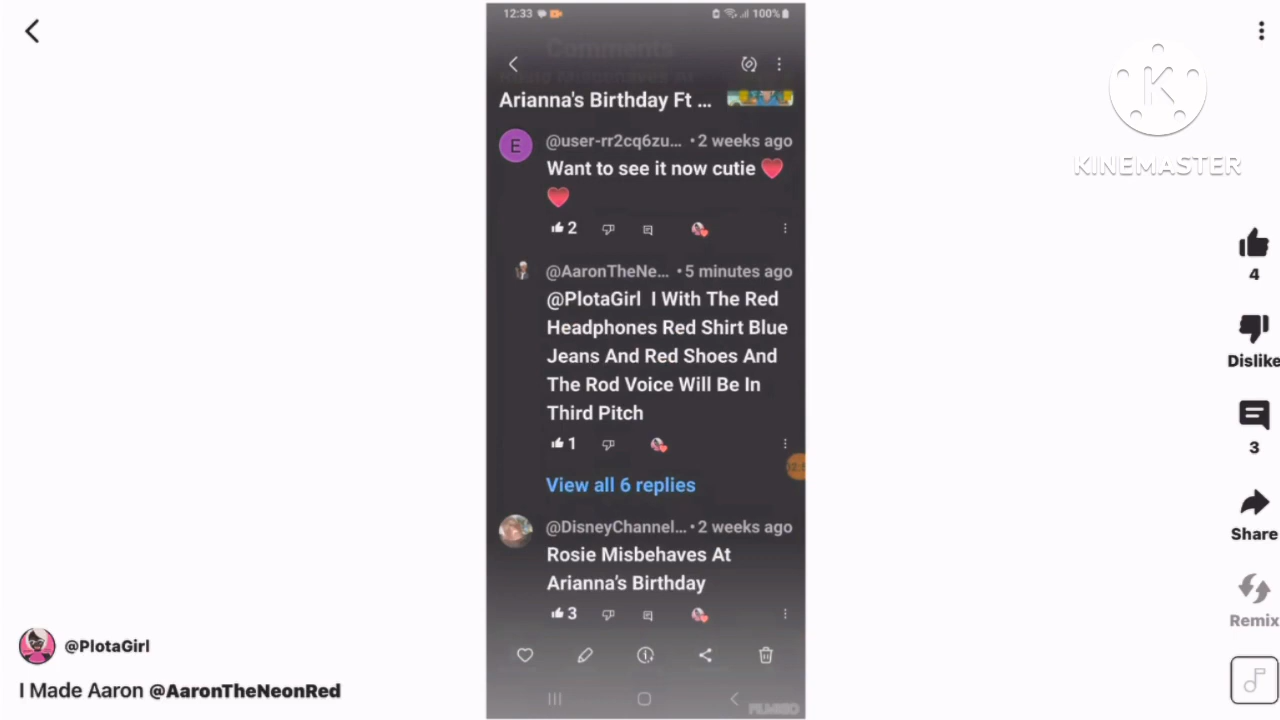 12:33
100%
Comments
Arianna's Birthday Ft ...
E
@user-rr2cq6zu... • 2 weeks ago
Want to see it now cutie ❤️
❤️
2
@AaronTheNe... • 5 minutes ago
@PlotaGirl I With The Red
Headphones Red Shirt Blue
Jeans And Red Shoes And
The Rod Voice Will Be In
Third Pitch
1
View all 6 replies
@DisneyChannel... • 2 weeks ago
Rosie Misbehaves At
Arianna's Birthday
3
K
KINEMASTER
4
Dislike
3
Share
Remix
@PlotaGirl
I Made Aaron @AaronTheNeonRed